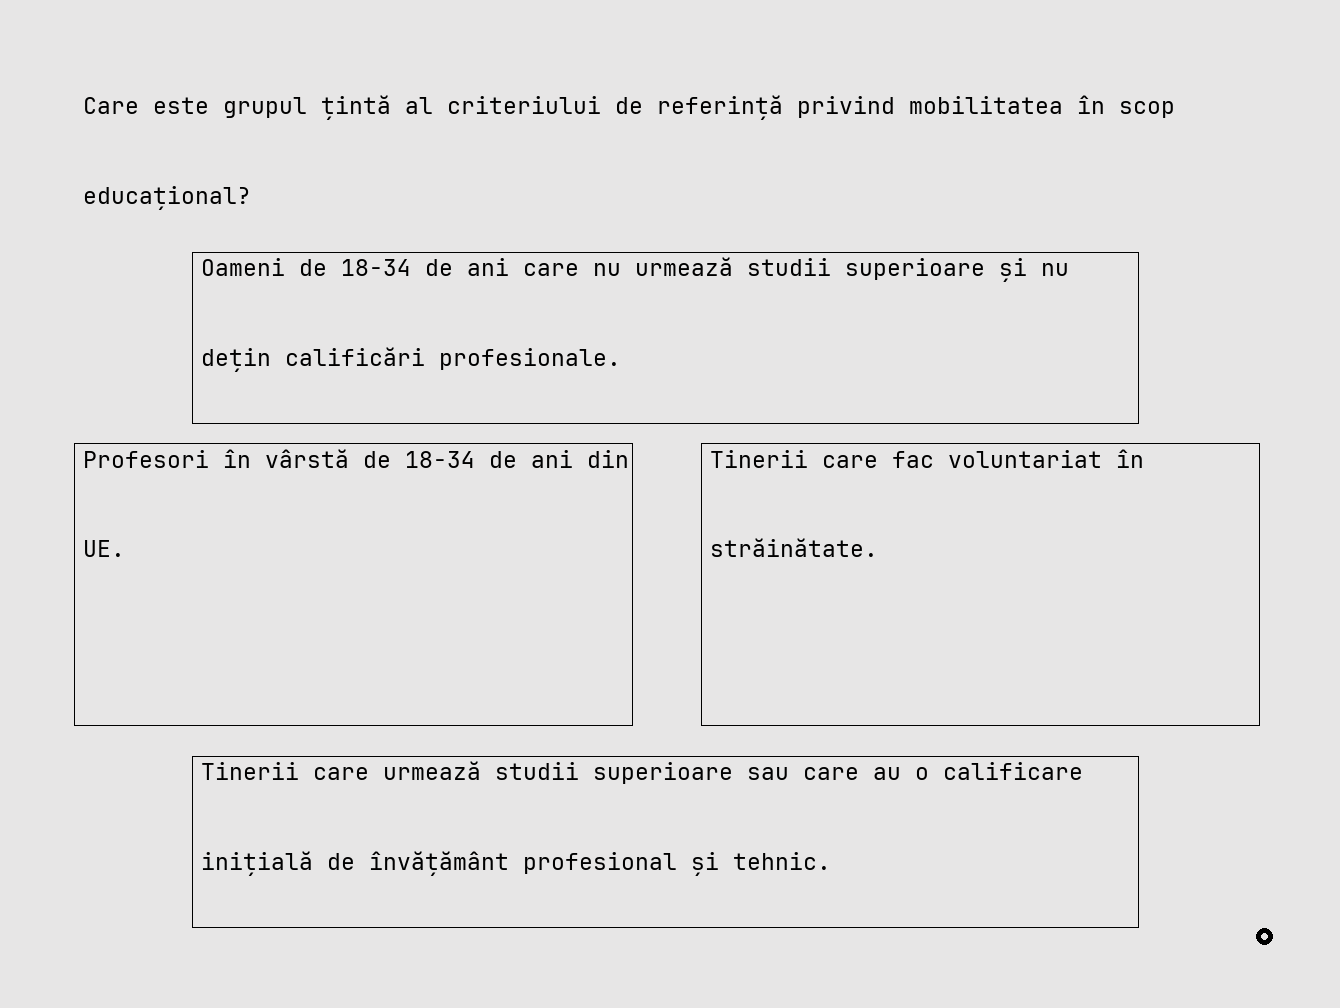 Care este grupul țintă al criteriului de referință privind mobilitatea în scop
educațional?
Oameni de 18-34 de ani care nu urmează studii superioare și nu
dețin calificări profesionale.
Profesori în vârstă de 18-34 de ani din
UE.
Tinerii care fac voluntariat în
străinătate.
Tinerii care urmează studii superioare sau care au o calificare
inițială de învățământ profesional și tehnic.